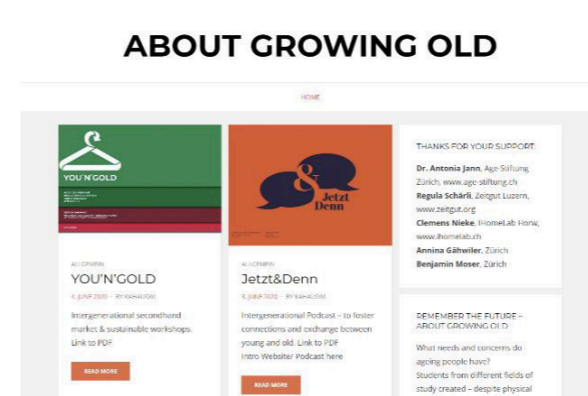 ABOUT GROWING OLD
HOME
YOU'N'GOLD
&
Jetzt
Denn
ALLGEMEIN
YOU'N'GOLD
4. JUNE 2020 - BY
Intergenerational secondhand
market & sustainable workshops.
Link to PDF
READ MORE
ALLGEMEIN
Jetzt&Denn
4. JUNE 2020 - BY
Intergenerational Podcast – to foster
connections and exchange between
young and old. Link to PDF
Intro Website/ Podcast here
READ MORE
THANKS FOR YOUR SUPPORT:
Dr. Antonia Jann, Age-Stiftung
Zürich, www.age-stiftung.ch
Regula Schärli, Zeitgut Luzern,
www.zeitgut.org
Clemens Nieke, iHomeLab Horw,
www.ihomelab.ch
Annina Gähwiler, Zürich
Benjamin Moser, Zürich
REMEMBER THE FUTURE –
ABOUT GROWING OLD
What needs and concerns do
ageing people have?
Students from different fields of
study created – despite physical